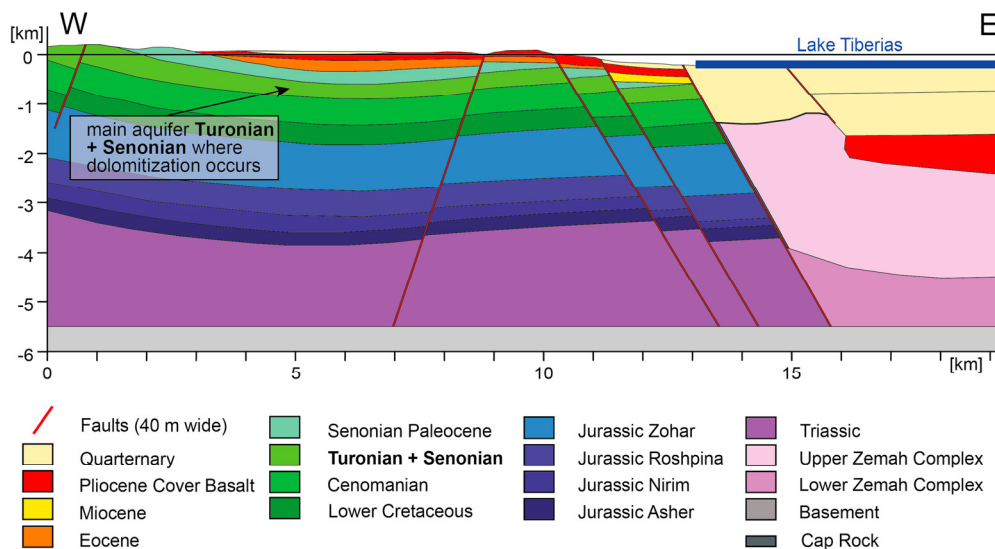 W
E
[km]
Lake Tiberias
0
-1
-2
-3
-4
-5
-6
main aquifer Turonian
+ Senonian where
dolomitization occurs
0
5
10
15
[km]
Faults (40 m wide)
Quarternary
Pliocene Cover Basalt
Miocene
Eocene
Senonian Paleocene
Turonian + Senonian
Cenomanian
Lower Cretaceous
Jurassic Zohar
Jurassic Roshpina
Jurassic Nirim
Jurassic Asher
Triassic
Upper Zemah Complex
Lower Zemah Complex
Basement
Cap Rock